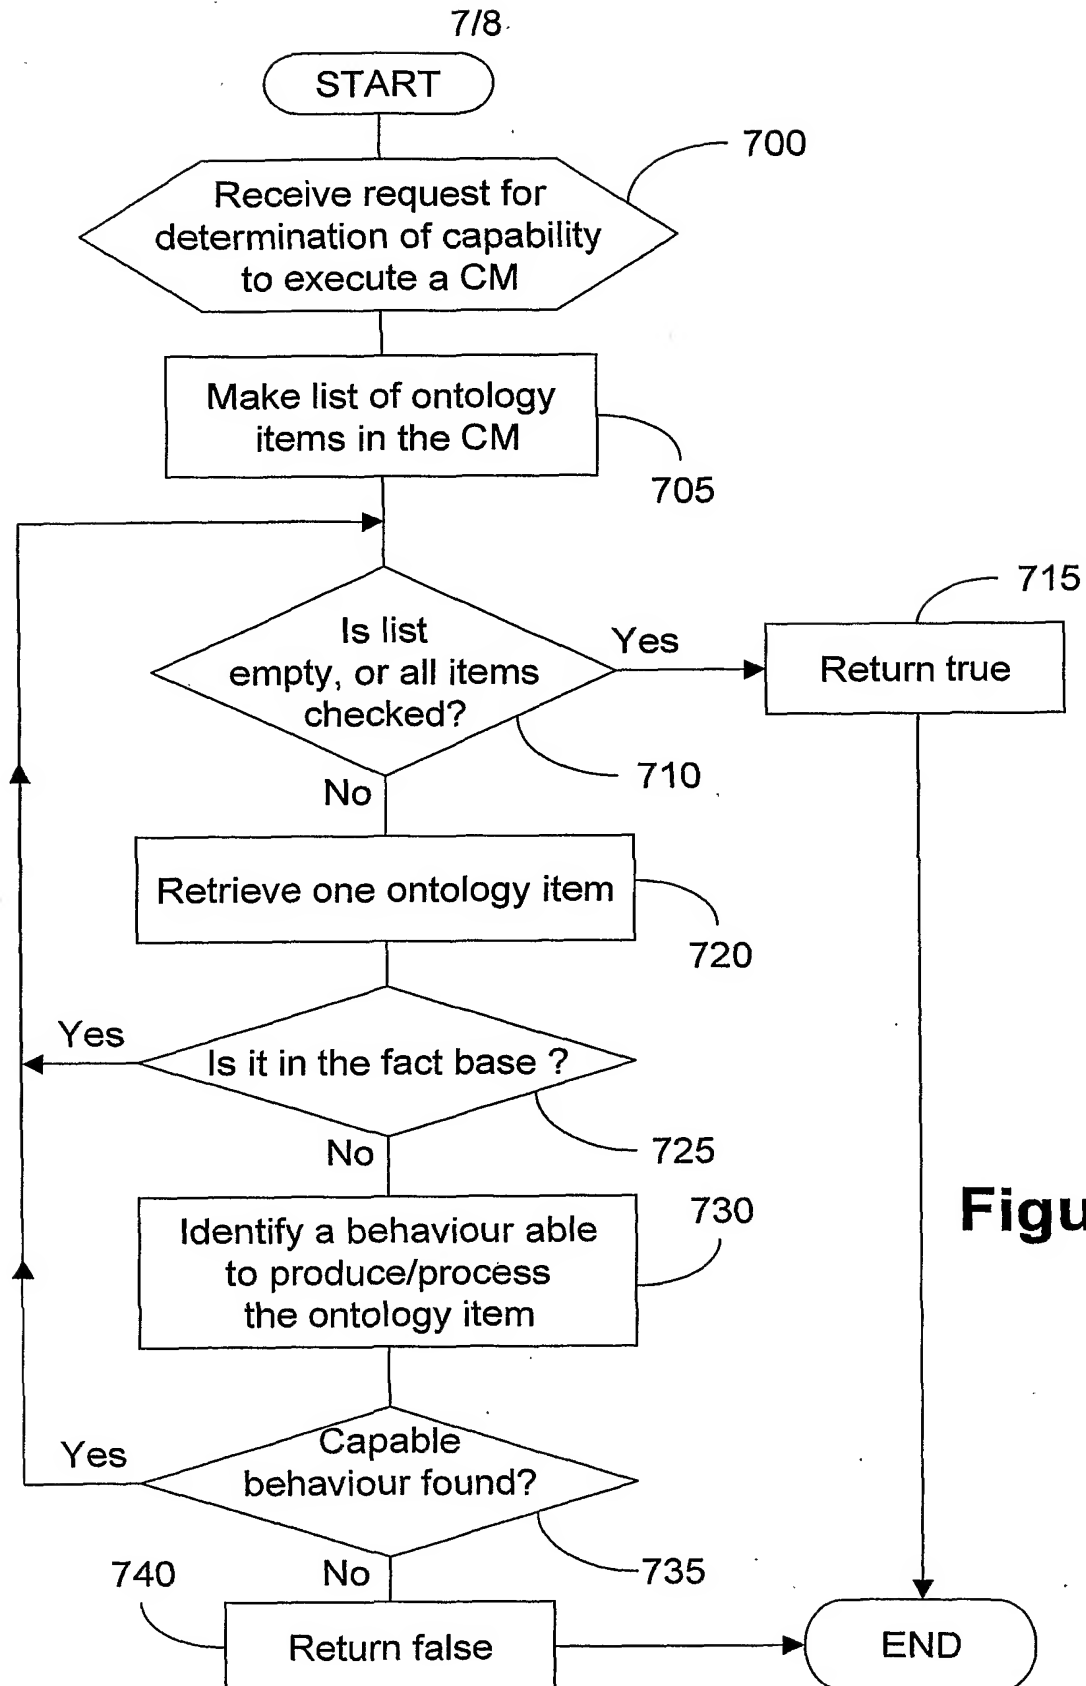 7/8
START
700
Receive request for
determination of capability
to execute a CM
Make list of ontology
items in the CM
705
715
Is list
empty, or all items
checked?
Yes
Return true
710
No
Retrieve one ontology item
720
Yes
Is it in the fact base ?
725
No
730
Identify a behaviour able
to produce/process
the ontology item
Figu
Yes
Capable
behaviour found?
735
740
No
Return false
END